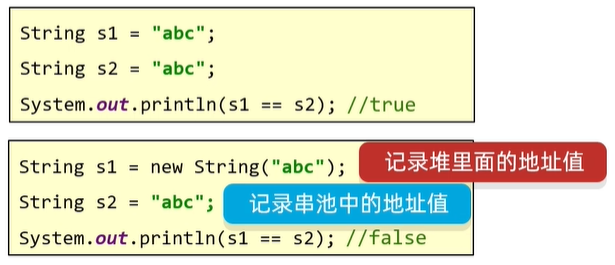 String s1 = "abc";
String s2 = "abc";
System.out.println(s1 == s2); //true
String s1 = new String("abc"); 记录堆里面的地址值
String s2 = "abc"; 记录串池中的地址值
System.out.println(s1 == s2); //false